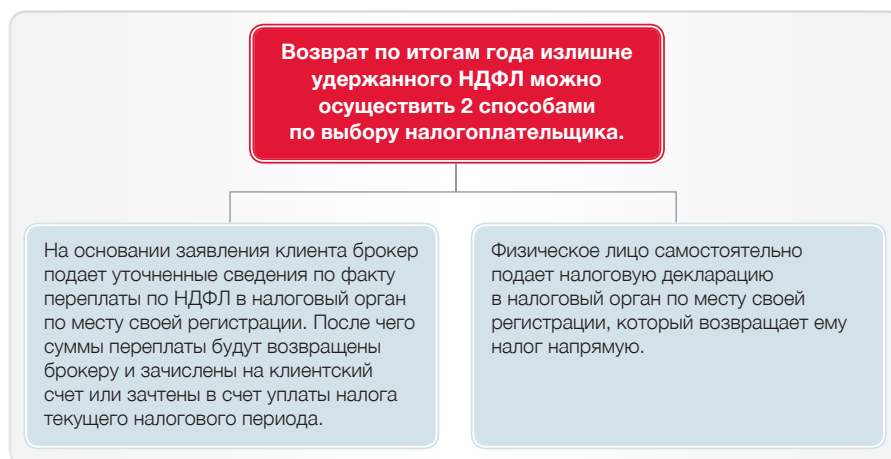 Возврат по итогам года излишне
удержанного НДФЛ можно
осуществить 2 способами
по выбору налогоплательщика.
На основании заявления клиента брокер
подает уточненные сведения по факту
переплаты по НДФЛ в налоговый орган
по месту своей регистрации. После чего
суммы переплаты будут возвращены
брокеру и зачислены на клиентский
счет или зачтены в счет уплаты налога
текущего налогового периода.
Физическое лицо самостоятельно
подает налоговую декларацию
в налоговый орган по месту своей
регистрации, который возвращает ему
налог напрямую.